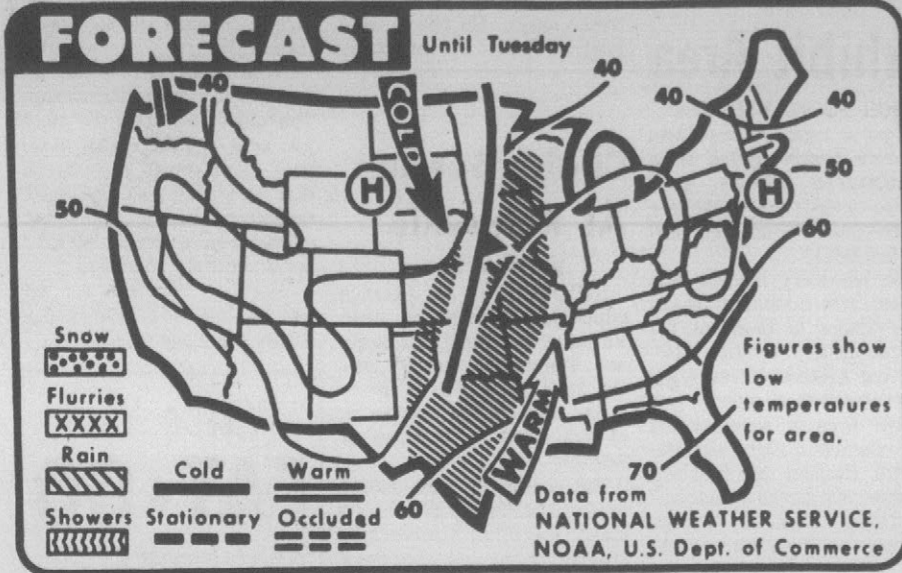 FORECAST
Until Tuesday
40
COLD
40
40
40
H
50
H
50
60
Snow
Flurries
XXXX
Rain
Showers
Cold
Warm
Stationary
Occluded
60
WARM
70
Figures show
low
temperatures
for area.
Data from
NATIONAL WEATHER SERVICE,
NOAA, U.S. Dept. of Commerce